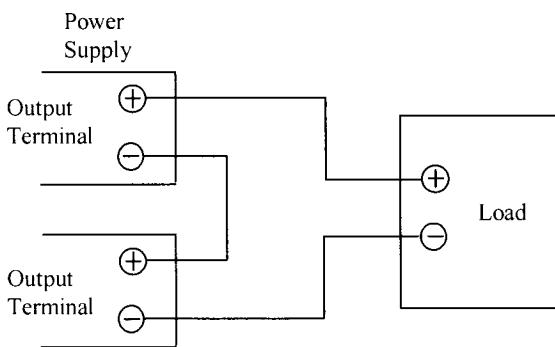 Power
Supply
Output
Terminal
+
−
Load
+
−
Output
Terminal
+
−